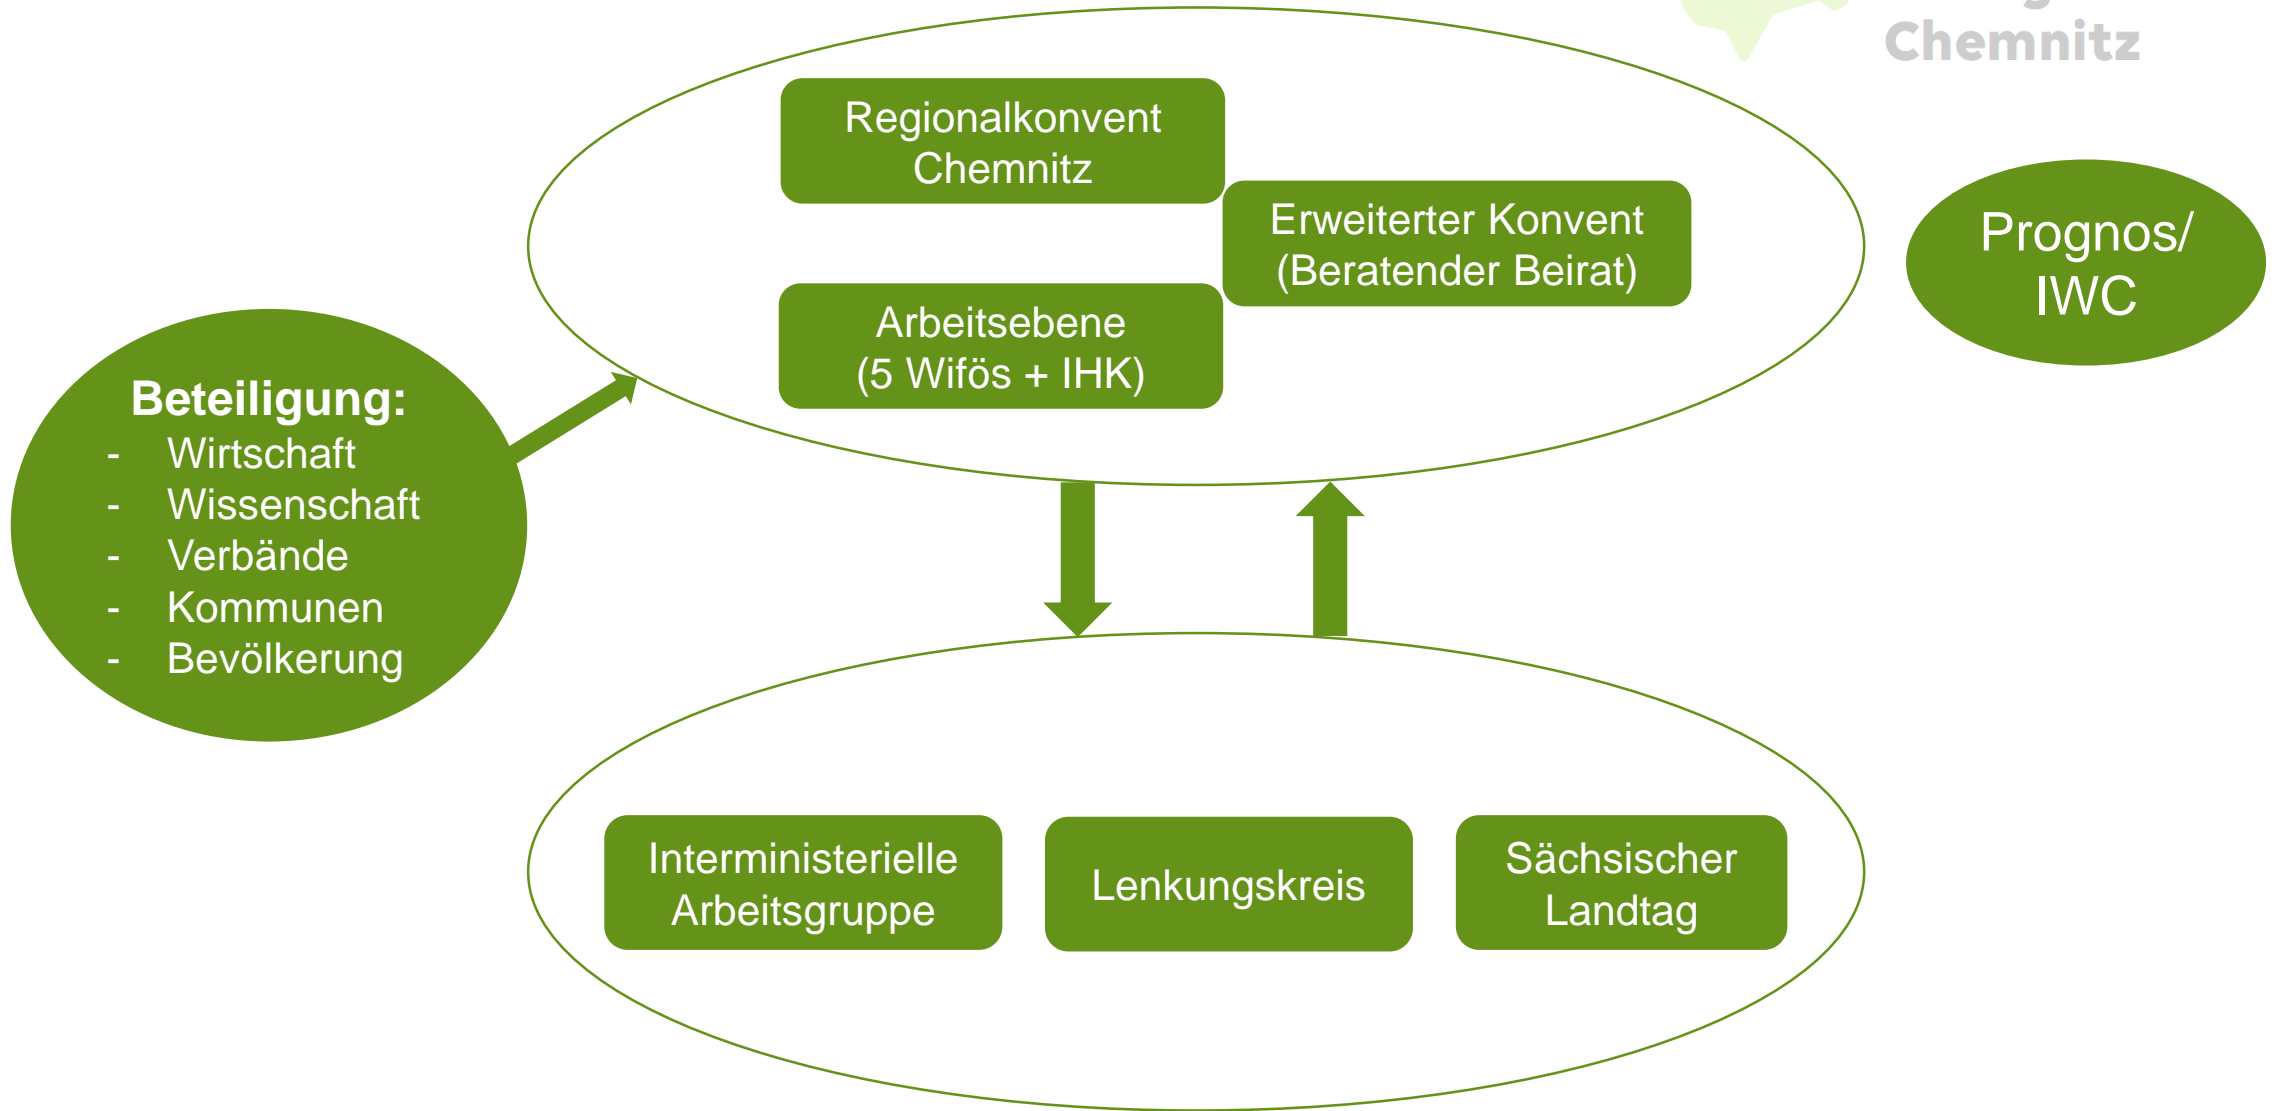 Chemnitz
Regionalkonvent
Chemnitz
Erweiterter Konvent
(Beratender Beirat)
Arbeitsebene
(5 Wifös + IHK)
Prognos/
IWC
Beteiligung:
- Wirtschaft
- Wissenschaft
- Verbände
- Kommunen
- Bevölkerung
Interministerielle
Arbeitsgruppe
Lenkungskreis
Sächsischer
Landtag